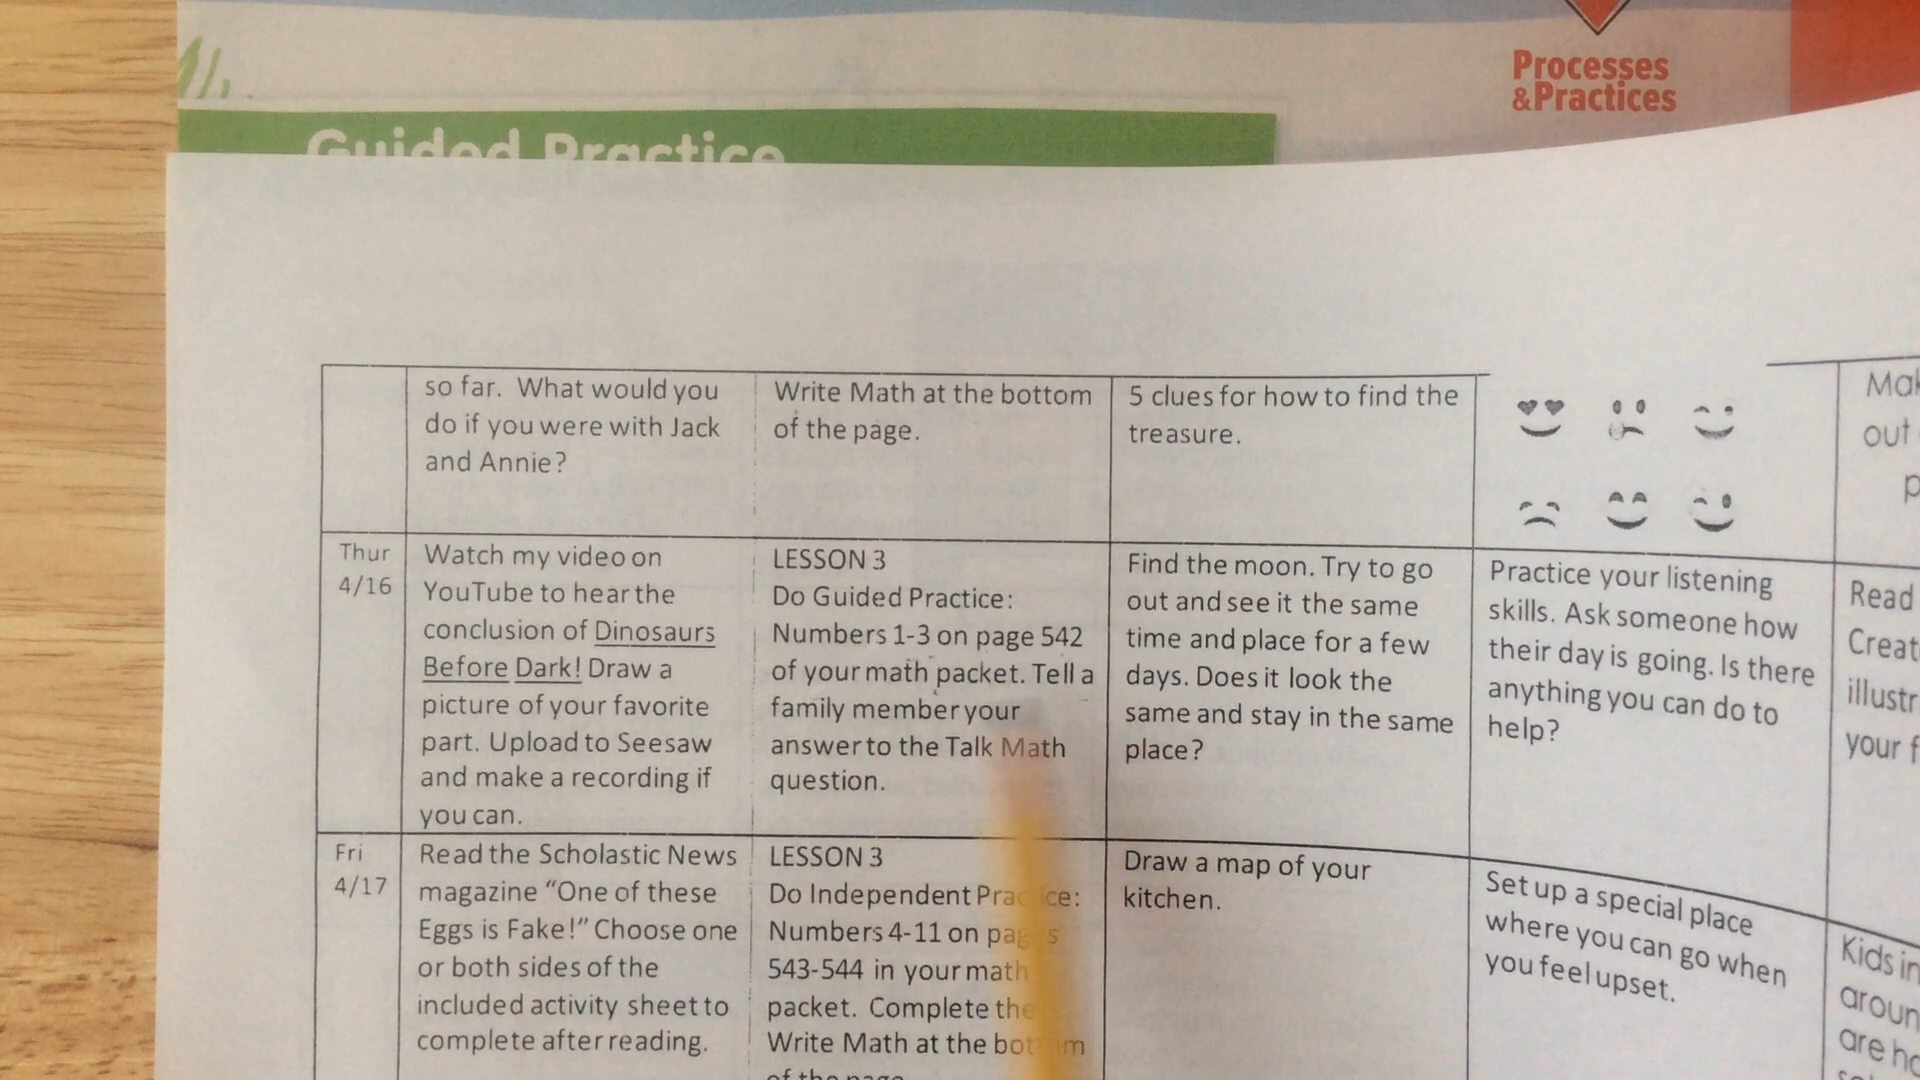 Processes
&Practices
Guided Practice
so far. What would you
do if you were with Jack
and Annie?
Write Math at the bottom
of the page.
5 clues for how to find the
treasure.
out
Thur
4/16
Watch my video on
YouTube to hear the
conclusion of Dinosaurs
Before Dark! Draw a
picture of your favorite
part. Upload to Seesaw
and make a recording if
you can.
LESSON 3
Do Guided Practice:
Numbers 1-3 on page 542
of your math packet. Tell a
family member your
answer to the Talk Math
question.
Find the moon. Try to go
out and see it the same
time and place for a few
days. Does it look the
same and stay in the same
place?
Practice your listening
skills. Ask someone how
their day is going. Is there
anything you can do to
help?
Read
your
Fri
4/17
Read the Scholastic News
magazine “One of these
Eggs is Fake!” Choose one
or both sides of the
included activity sheet to
complete after reading.
LESSON 3
Do Independent Practice:
Numbers 4-11 on pages
543-544 in your math
packet. Complete the
Write Math at the bottom
of the page
Draw a map of your
kitchen.
Set up a special place
where you can go when
you feel upset.
Kids in
are